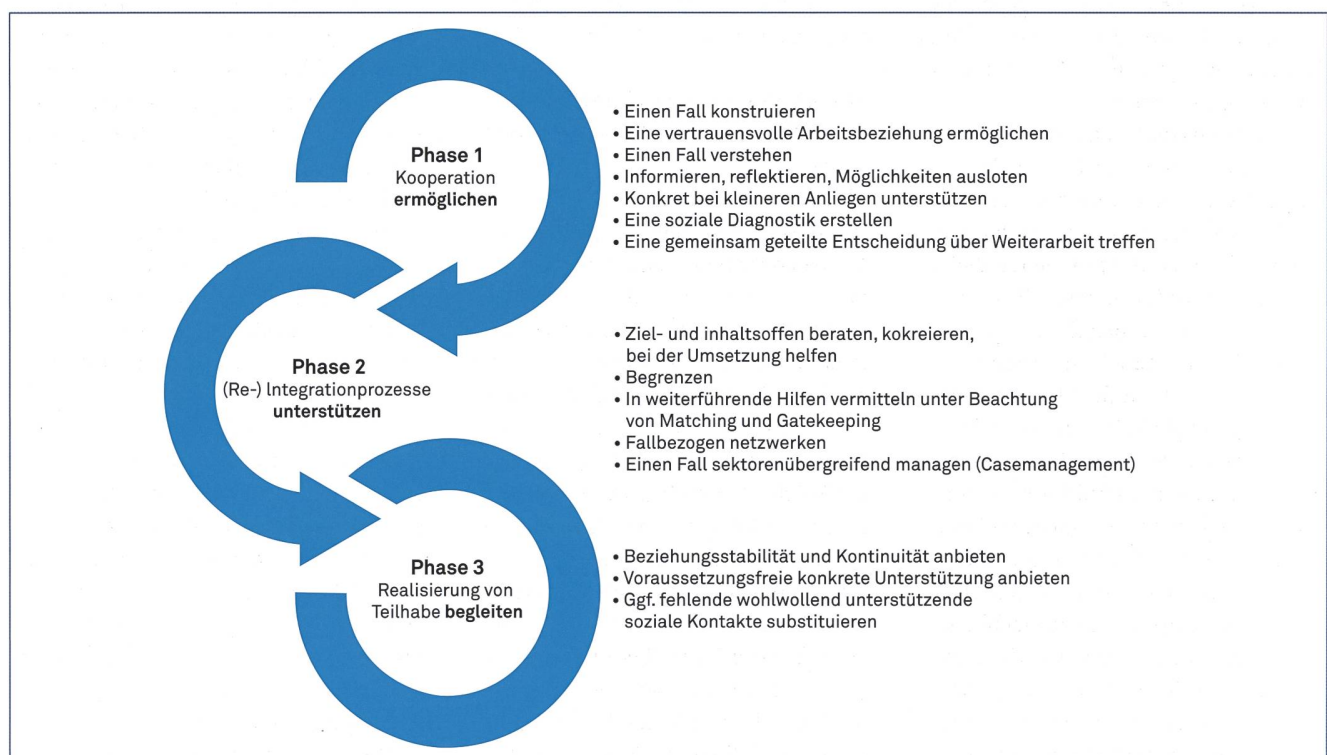 Phase 1
Kooperation
ermöglichen
• Einen Fall konstruieren
• Eine vertrauensvolle Arbeitsbeziehung ermöglichen
• Einen Fall verstehen
• Informieren, reflektieren, Möglichkeiten ausloten
• Konkret bei kleineren Anliegen unterstützen
• Eine soziale Diagnostik erstellen
• Eine gemeinsam geteilte Entscheidung über Weiterarbeit treffen
Phase 2
(Re-) Integrationprozesse
unterstützen
• Ziel- und inhaltsoffen beraten, kokreieren,
bei der Umsetzung helfen
• Begrenzen
• In weiterführende Hilfen vermitteln unter Beachtung
von Matching und Gatekeeping
• Fallbezogen netzwerken
• Einen Fall sektorenübergreifend managen (Casemanagement)
Phase 3
Realisierung von
Teilhabe begleiten
• Beziehungsstabilität und Kontinuität anbieten
• Voraussetzungsfreie konkrete Unterstützung anbieten
• Ggf. fehlende wohlwollend unterstützende
soziale Kontakte substituieren